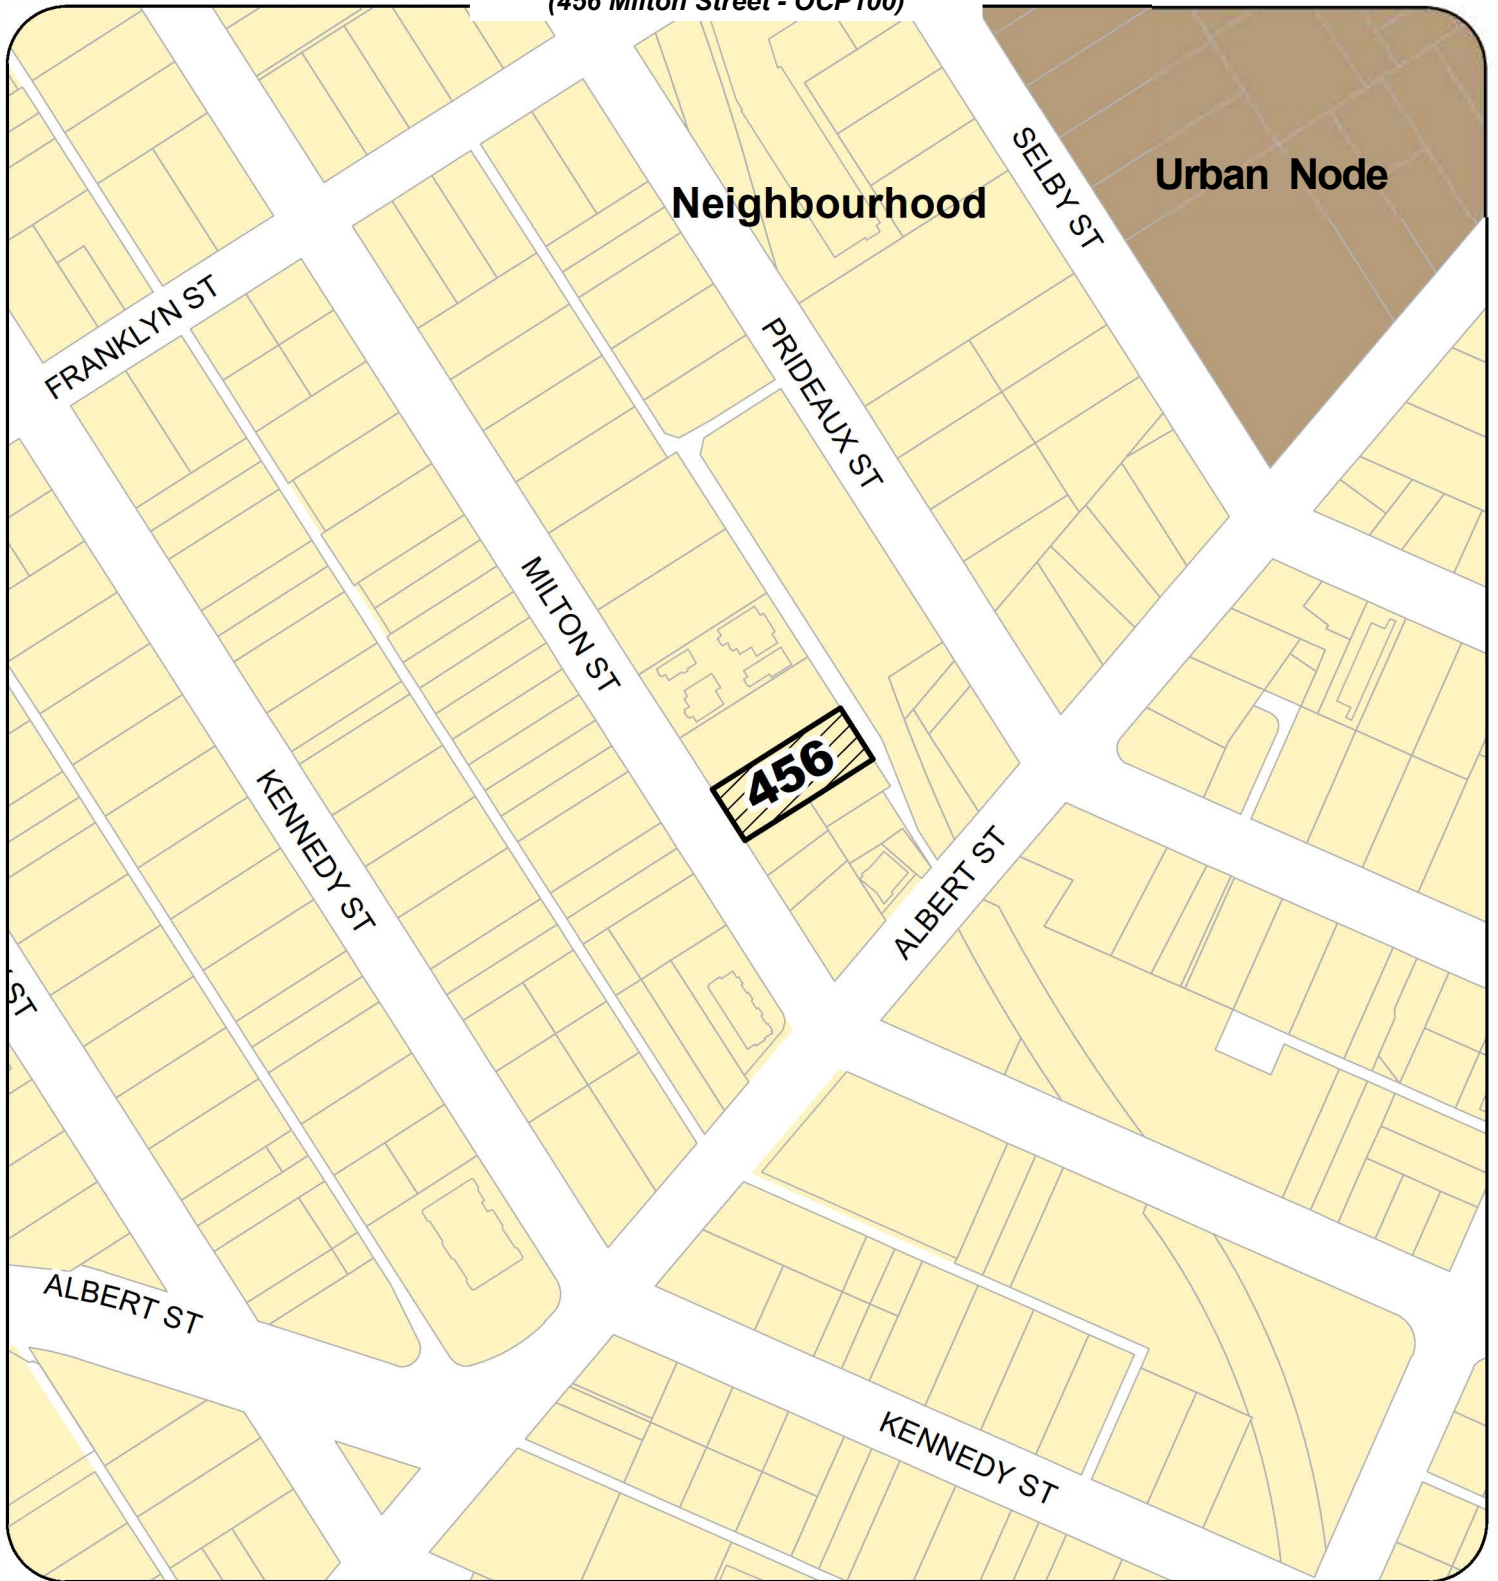 (456 Milton Street - OCP100)
SELBY ST
Urban Node
Neighbourhood
FRANKLYN ST
PRIDEAUX ST
MILTON ST
456
KENNEDY ST
ALBERT ST
ST
ALBERT ST
KENNEDY ST